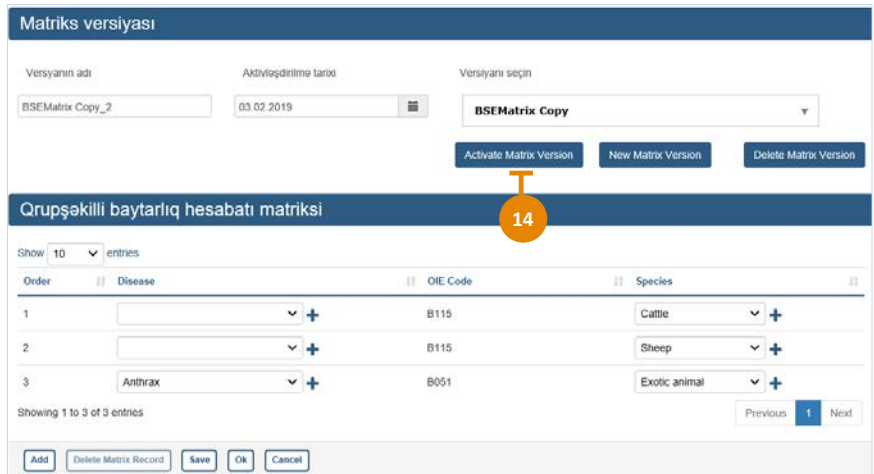 Matriks versiyası
Versyanın adı Aktivləşdirilmə tarixi Versiyanı seçin
BSEMatrix Copy_2 03.02.2019 BSEMatrix Copy
Activate Matrix Version New Matrix Version Delete Matrix Version
Qrupşəkilli baytarlıq hesabatı matriksi
14
Show 10 entries
Order Disease OIE Code Species
1 B115 Cattle
2 B115 Sheep
3 Anthrax B051 Exotic animal
Showing 1 to 3 of 3 entries Previous 1 Next
Add Delete Matrix Record Save Ok Cancel